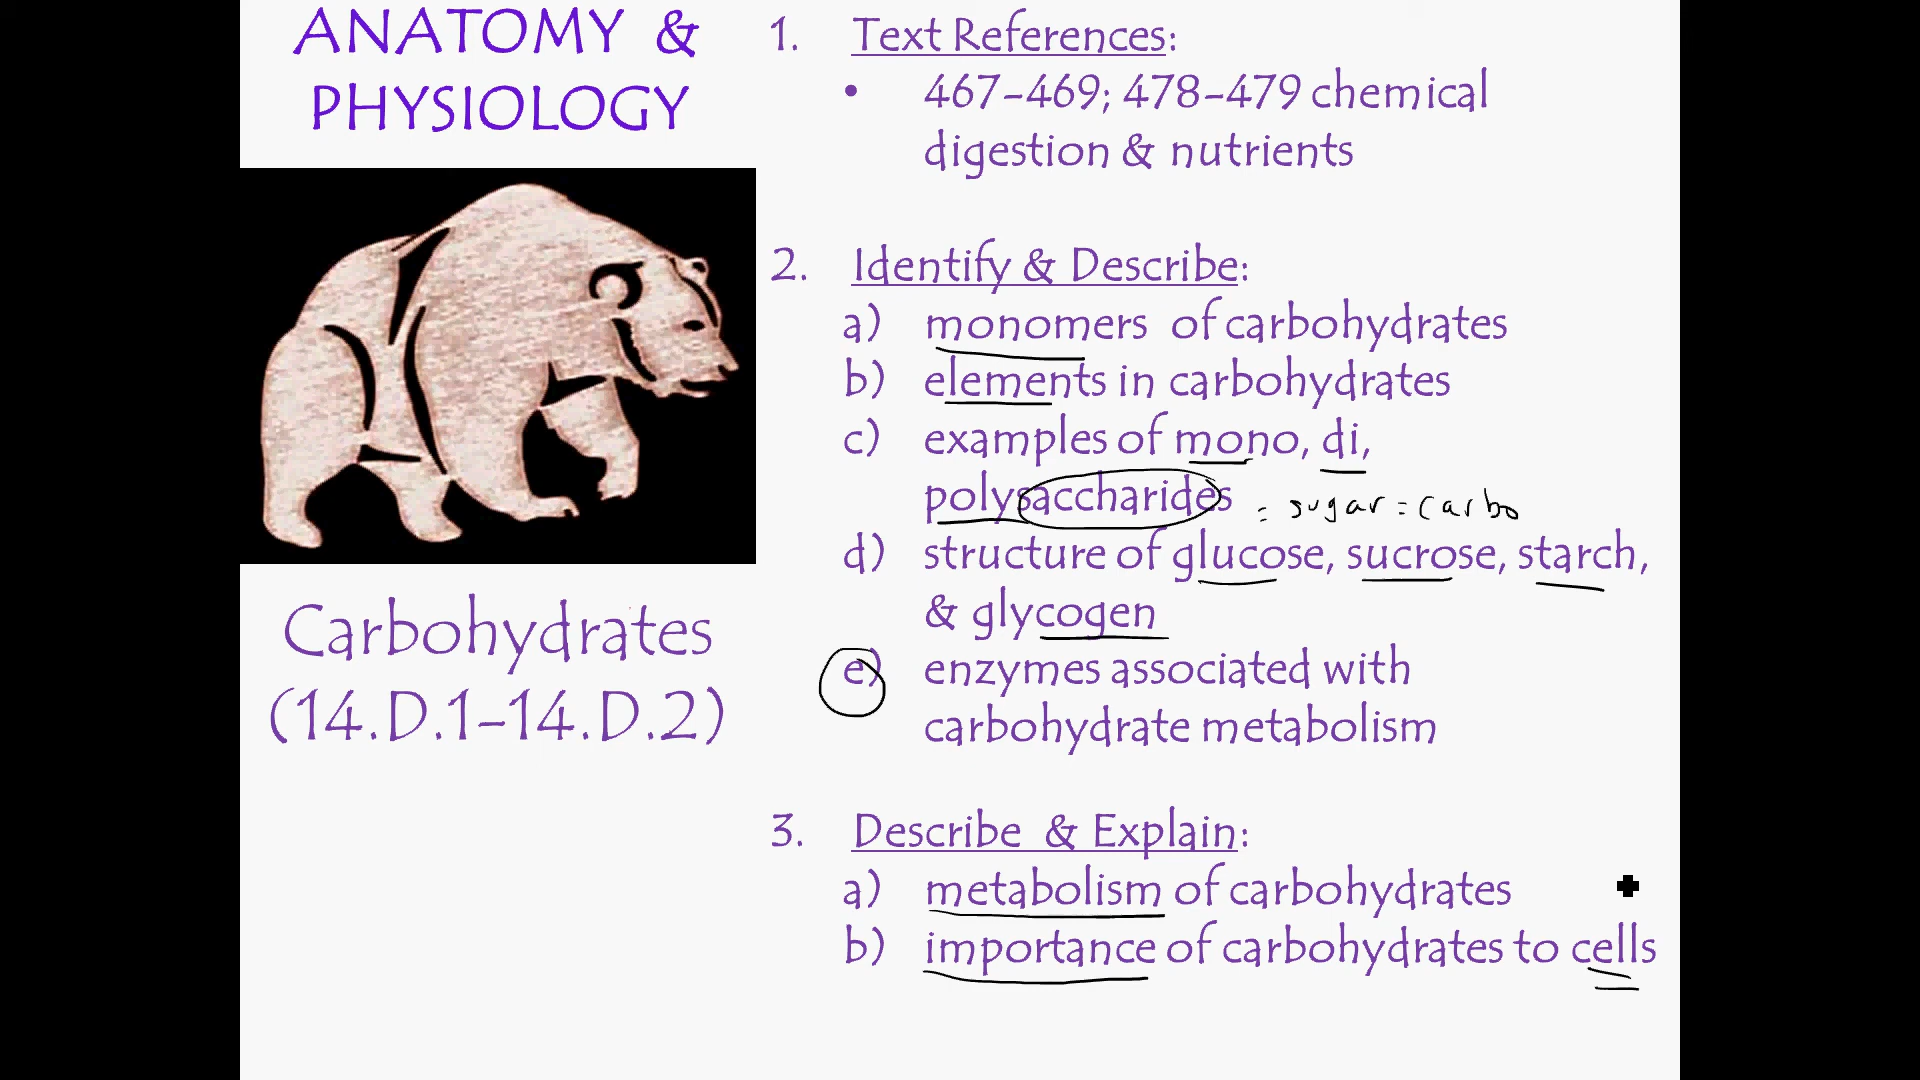 ANATOMY &
PHYSIOLOGY
Carbohydrates
(14.D.1-14.D.2)
1. Text References:
• 467-469; 478-479 chemical
digestion & nutrients
2. Identify & Describe:
a) monomers of carbohydrates
b) elements in carbohydrates
c) examples of mono, di,
polysaccharides = sugar = carbo
d) structure of glucose, sucrose, starch,
& glycogen
e) enzymes associated with
carbohydrate metabolism
3. Describe & Explain:
a) metabolism of carbohydrates
b) importance of carbohydrates to cells